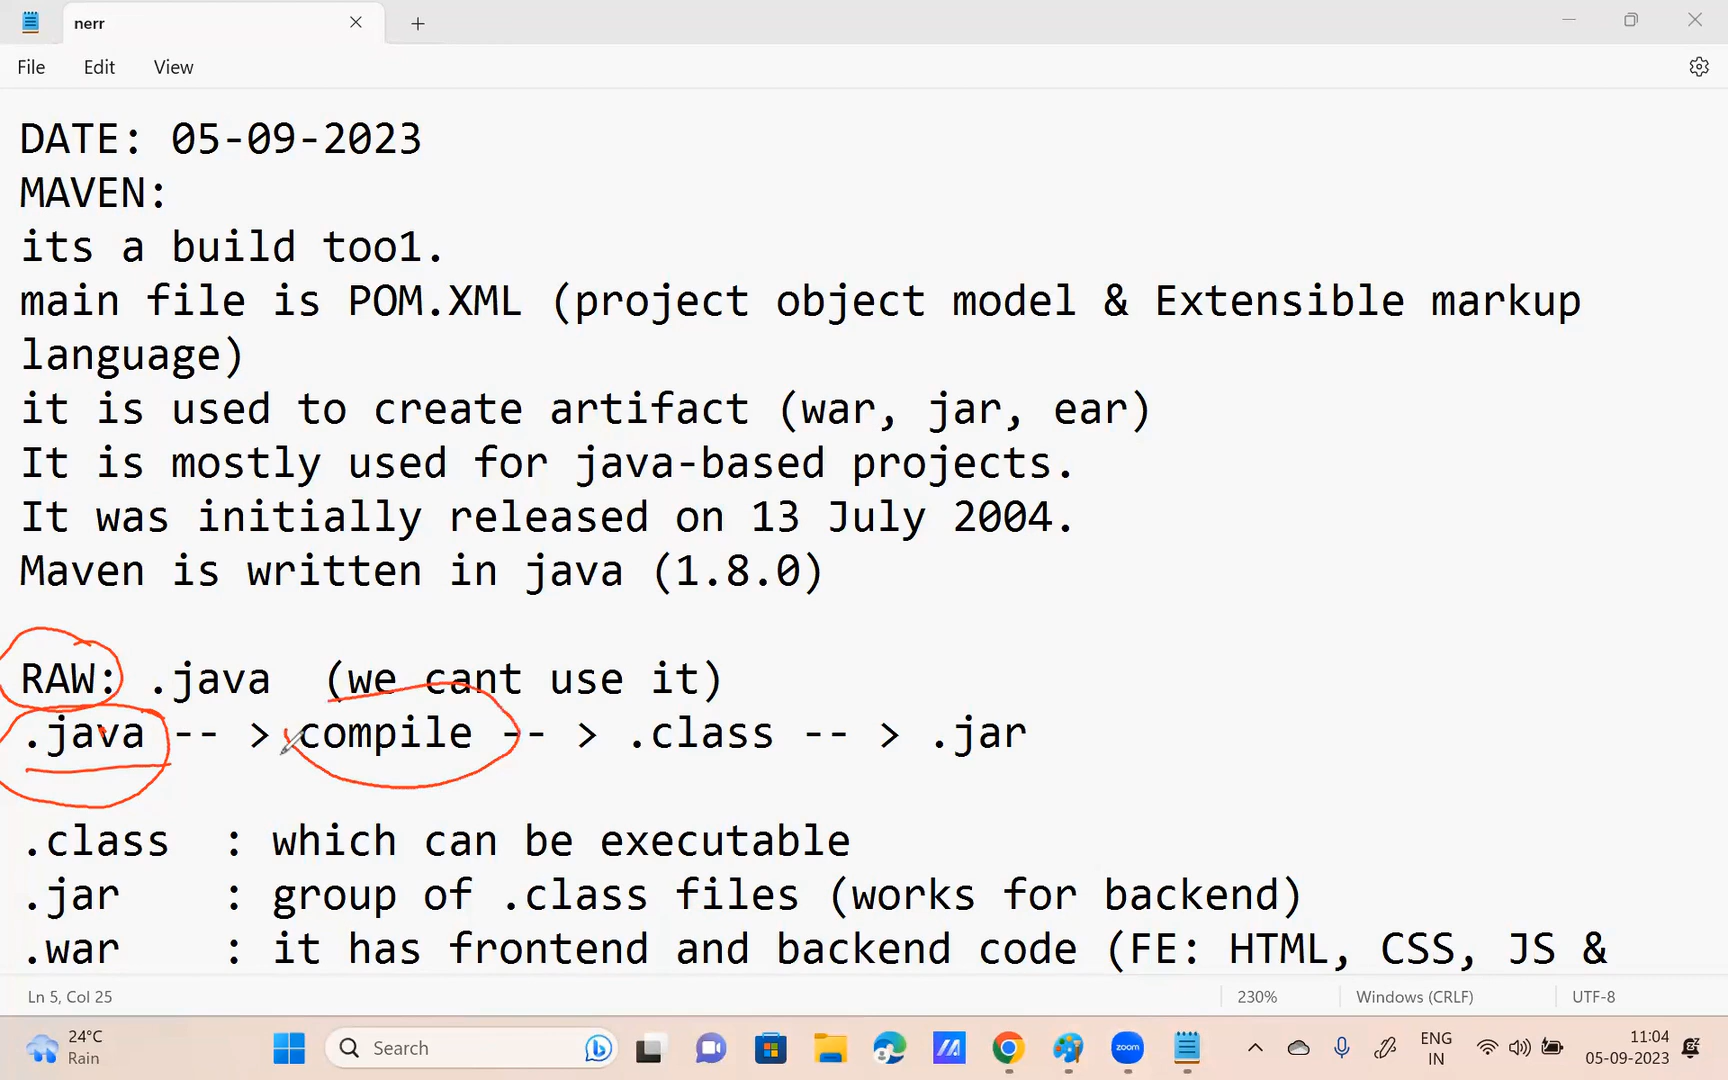 nerr
File Edit View
DATE: 05-09-2023
MAVEN:
its a build too1.
main file is POM.XML (project object model & Extensible markup
language)
it is used to create artifact (war, jar, ear)
It is mostly used for java-based projects.
It was initially released on 13 July 2004.
Maven is written in java (1.8.0)
RAW: .java (we cant use it)
.java -- > compile -- > .class -- > .jar
.class : which can be executable
.jar : group of .class files (works for backend)
.war : it has frontend and backend code (FE: HTML, CSS, JS &
Ln 5, Col 25 230% Windows (CRLF) UTF-8
24°C
Rain
Search
zoom
ENG
IN
11:04
05-09-2023